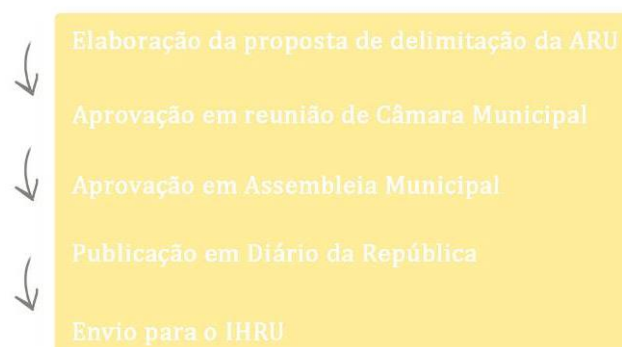 Elaboração da proposta de delimitação da ARU
Aprovação em reunião de Câmara Municipal
Aprovação em Assembleia Municipal
Publicação em Diário da República
Envio para o IHRU